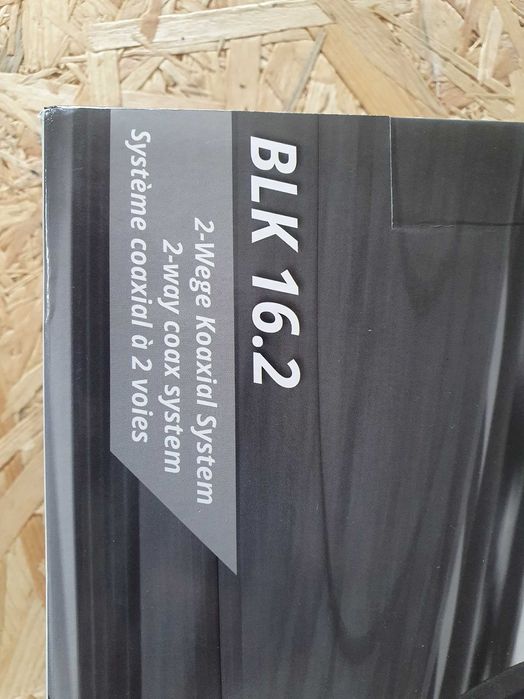 BLK 16.2
2-Wege Koaxial System
2-way coax system
Système coaxial à 2 voies